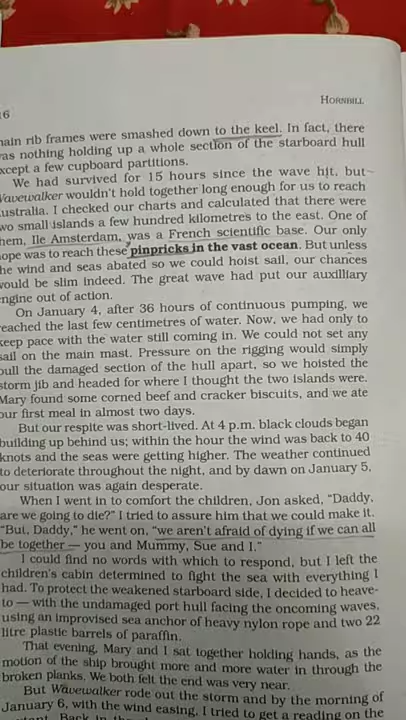 6
HORNBILL
ain rib frames were smashed down to the keel. In fact, there
as nothing holding up a whole section of the starboard hull
xcept a few cupboard partitions.
We had survived for 15 hours since the wave hit, but
Wavewalker wouldn't hold together long enough for us to reach
ustralia. I checked our charts and calculated that there were
wo small islands a few hundred kilometres to the east. One of
hem, Ile Amsterdam, was a French scientific base. Our only
ope was to reach these pinpricks in the vast ocean. But unless
he wind and seas abated so we could hoist sail, our chances
would be slim indeed. The great wave had put our auxilliary
engine out of action.
On January 4, after 36 hours of continuous pumping, we
reached the last few centimetres of water. Now, we had only to
keep pace with the water still coming in. We could not set any
sail on the main mast. Pressure on the rigging would simply
pull the damaged section of the hull apart, so we hoisted the
storm jib and headed for where I thought the two islands were.
Mary found some corned beef and cracker biscuits, and we ate
our first meal in almost two days.
But our respite was short-lived. At 4 p.m. black clouds began
building up behind us; within the hour the wind was back to 40
knots and the seas were getting higher. The weather continued
to deteriorate throughout the night, and by dawn on January 5,
our situation was again desperate.
When I went in to comfort the children, Jon asked, "Daddy,
are we going to die?" I tried to assure him that we could make it.
"But, Daddy," he went on, "we aren't afraid of dying if we can all
be together — you and Mummy, Sue and I."
I could find no words with which to respond, but I left the
children's cabin determined to fight the sea with everything I
had. To protect the weakened starboard side, I decided to heave-
to — with the undamaged port hull facing the oncoming waves,
using an improvised sea anchor of heavy nylon rope and two 22
litre plastic barrels of paraffin.
That evening, Mary and I sat together holding hands, as the
motion of the ship brought more and more water in through the
broken planks. We both felt the end was very near.
But Wavewalker rode out the storm and by the morning of
January 6, with the wind easing, I tried to get a reading on the
Back in